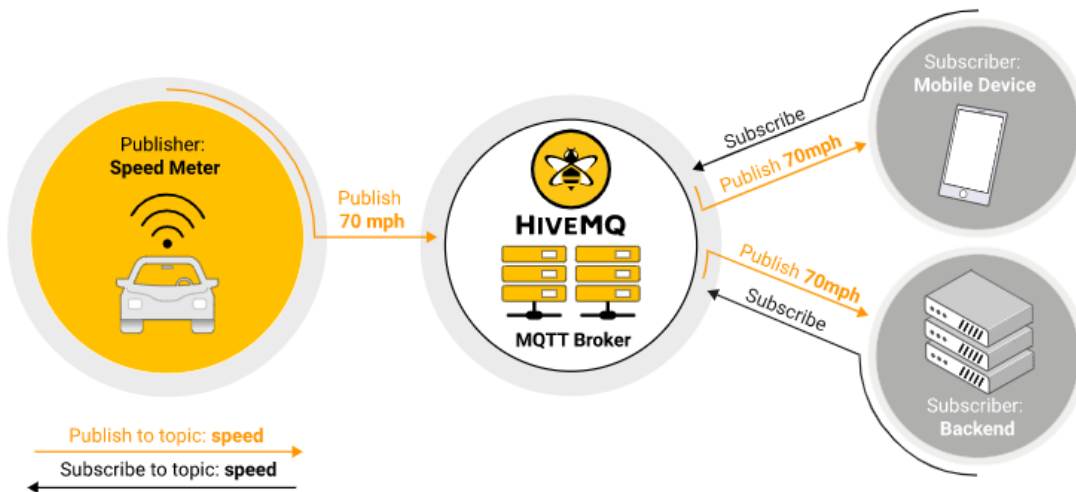 Publisher:
Speed Meter
Publish
70 mph
HIVEMQ
MQTT Broker
Subscribe
Publish 70mph
Subscriber:
Mobile Device
Publish 70mph
Subscribe
Subscriber:
Backend
Publish to topic: speed
Subscribe to topic: speed